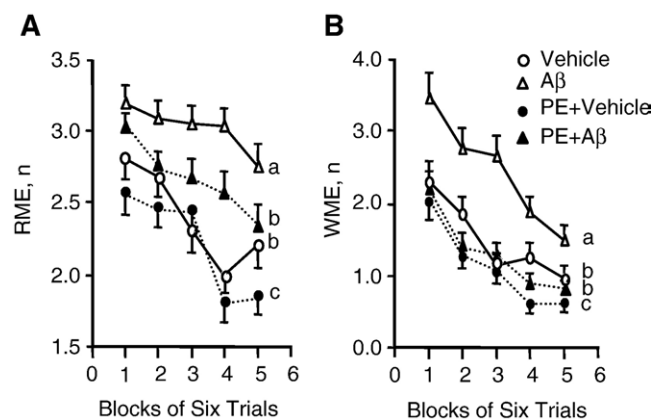 A
3.5
3.0
2.5
2.0
1.5
RME, n
0 1 2 3 4 5 6
Blocks of Six Trials
a
b
b
c
B
4.0
3.0
2.0
1.0
0.0
WME, n
0 1 2 3 4 5 6
Blocks of Six Trials
Vehicle
Aβ
PE+Vehicle
PE+Aβ
a
b
b
c